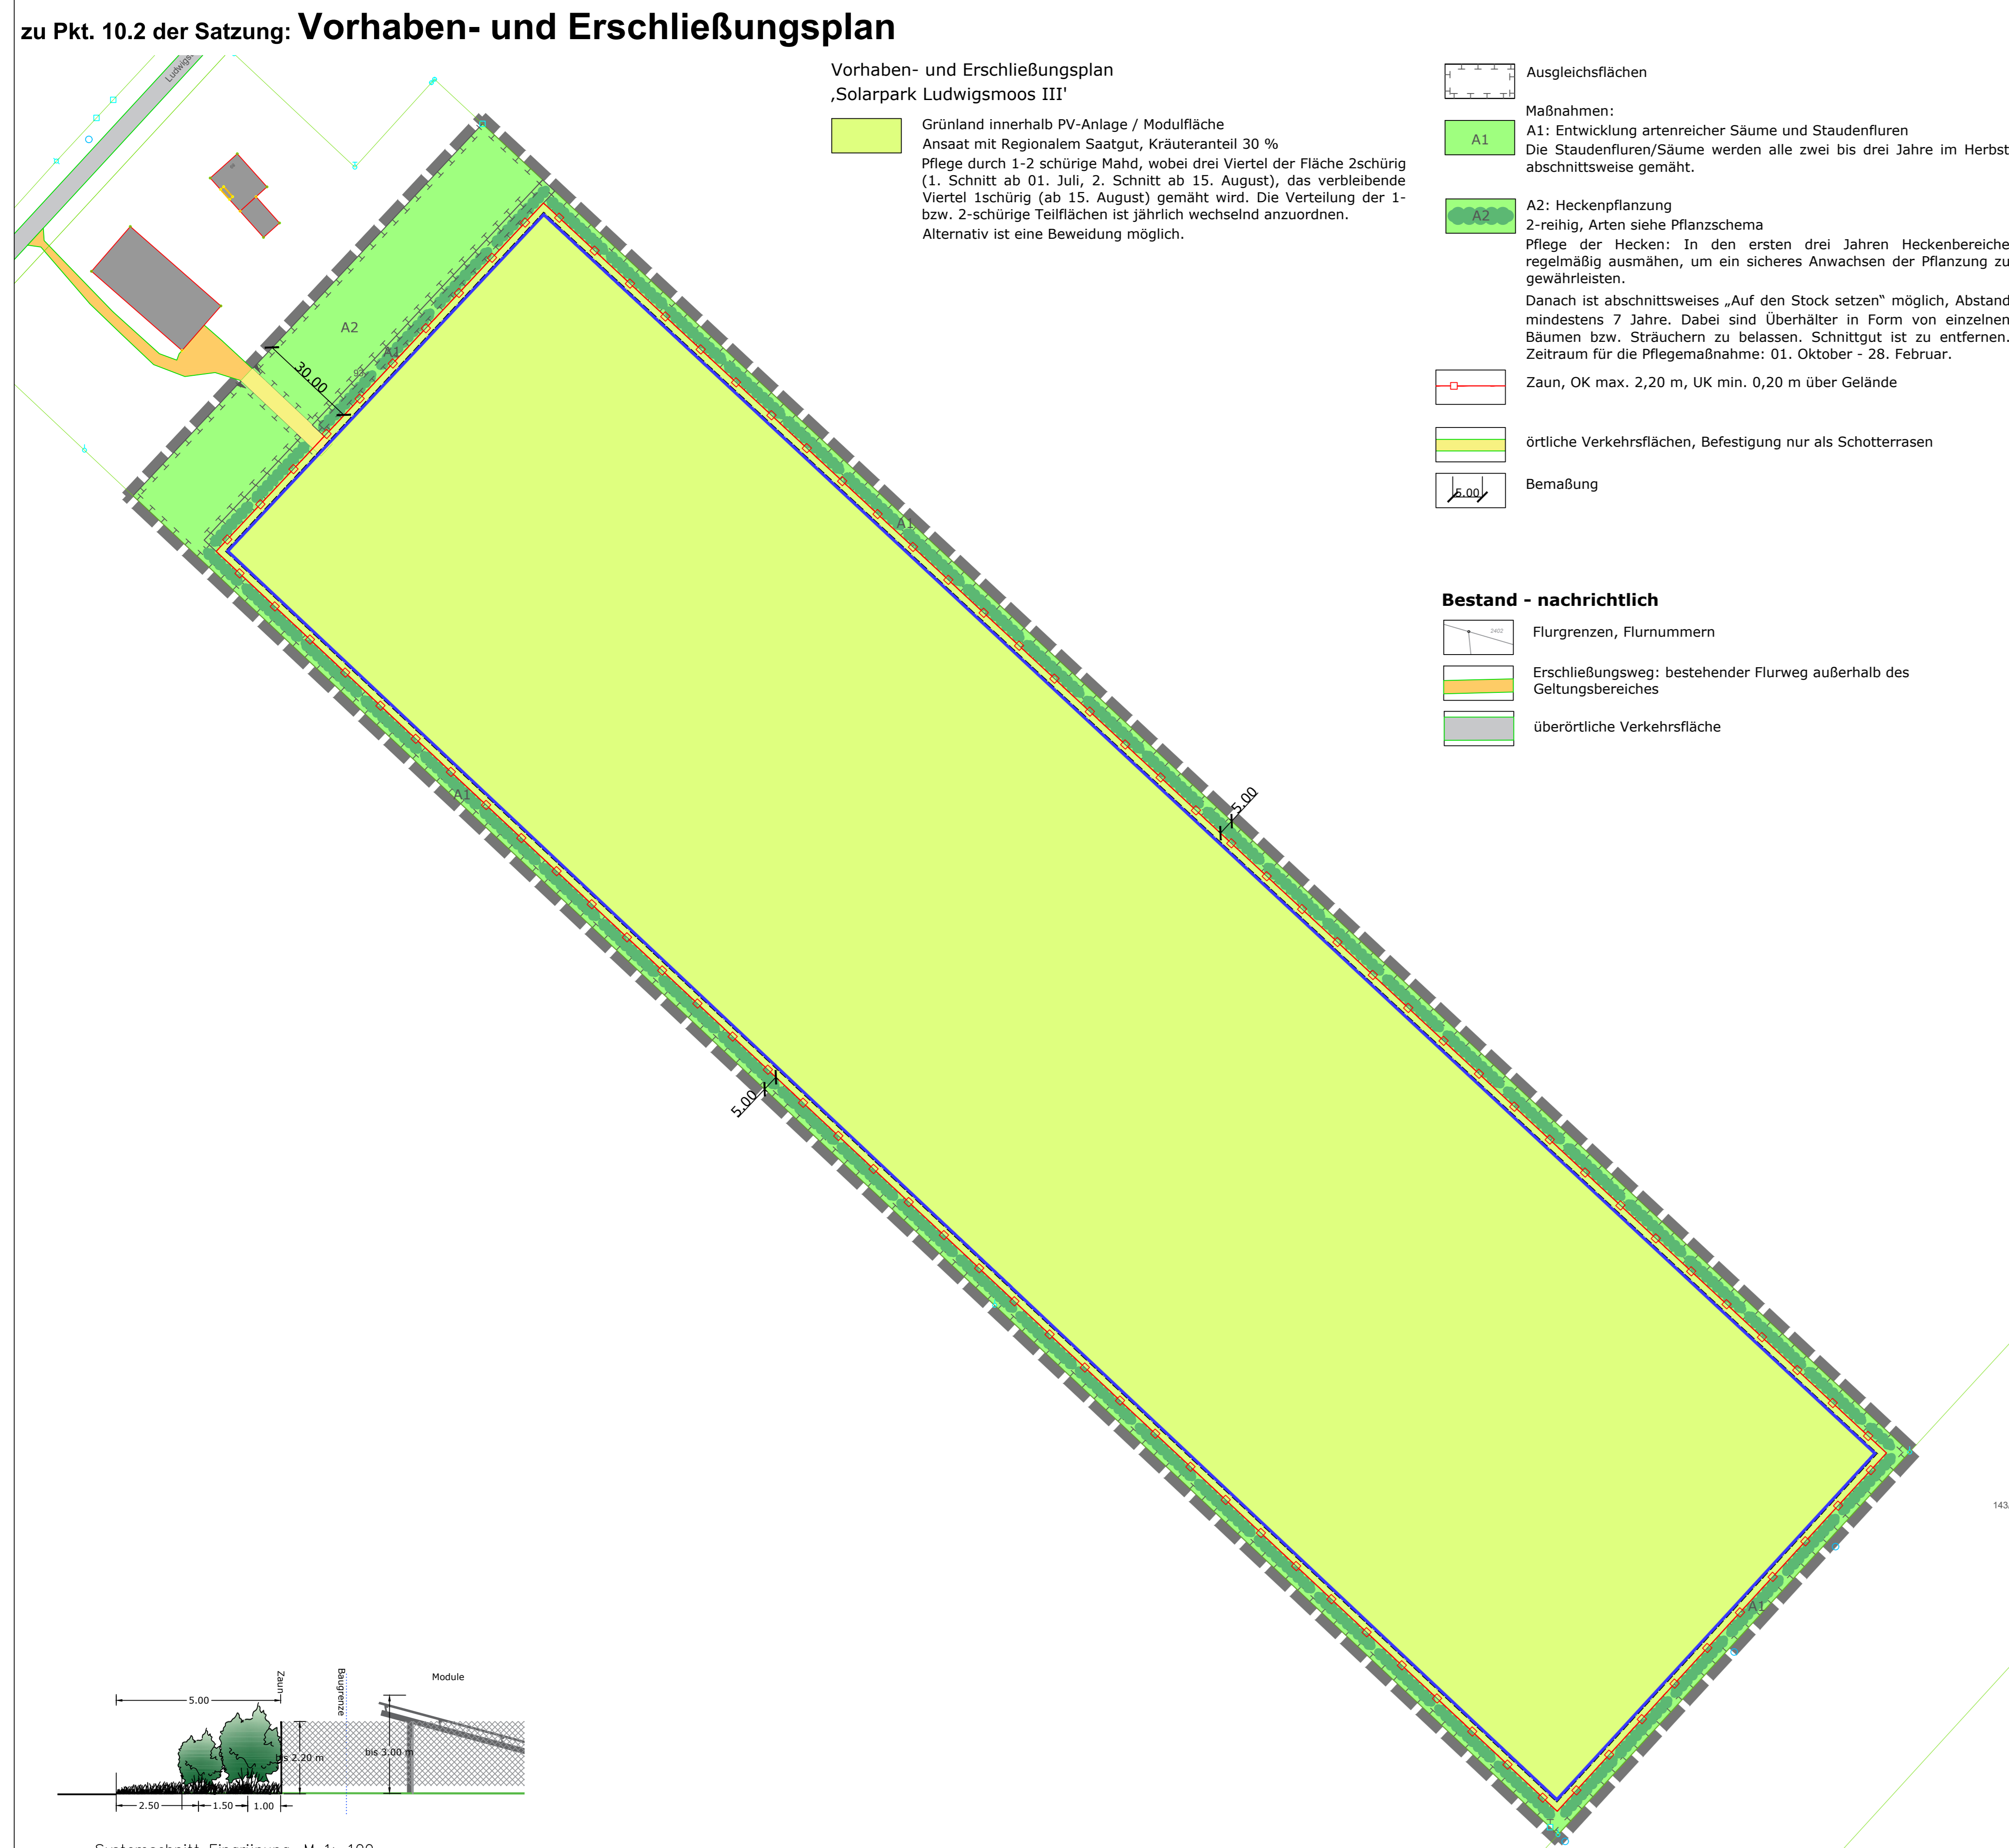 zu Pkt. 10.2 der Satzung: Vorhaben- und Erschließungsplan
Vorhaben- und Erschließungsplan
‚Solarpark Ludwigsmoos III'
Grünland innerhalb PV-Anlage / Modulfläche
Ansaat mit Regionalem Saatgut, Kräuteranteil 30 %
Pflege durch 1-2 schürige Mahd, wobei drei Viertel der Fläche 2schürig
(1. Schnitt ab 01. Juli, 2. Schnitt ab 15. August), das verbleibende
Viertel 1schürig (ab 15. August) gemäht wird. Die Verteilung der 1-
bzw. 2-schürige Teilflächen ist jährlich wechselnd anzuordnen.
Alternativ ist eine Beweidung möglich.
Ausgleichsflächen
Maßnahmen:
A1
A1: Entwicklung artenreicher Säume und Staudenfluren
Die Staudenfluren/Säume werden alle zwei bis drei Jahre im Herbst
abschnittsweise gemäht.
A2
A2: Heckenpflanzung
2-reihig, Arten siehe Pflanzschema
Pflege der Hecken: In den ersten drei Jahren Heckenbereiche
regelmäßig ausmähen, um ein sicheres Anwachsen der Pflanzung zu
gewährleisten.
Danach ist abschnittsweises „Auf den Stock setzen“ möglich, Abstand
mindestens 7 Jahre. Dabei sind Überhälter in Form von einzelnen
Bäumen bzw. Sträuchern zu belassen. Schnittgut ist zu entfernen.
Zeitraum für die Pflegemaßnahme: 01. Oktober - 28. Februar.
Zaun, OK max. 2,20 m, UK min. 0,20 m über Gelände
örtliche Verkehrsflächen, Befestigung nur als Schotterrasen
5.00
Bemaßung
Bestand - nachrichtlich
2402
Flurgrenzen, Flurnummern
Erschließungsweg: bestehender Flurweg außerhalb des
Geltungsbereiches
überörtliche Verkehrsfläche
A2
A1
30.00
A1
A1
5.00
5.00
A1
Zaun
Baugrenze
Module
5.00
bis 2.20 m
bis 3.00 m
2.50
1.50
1.00